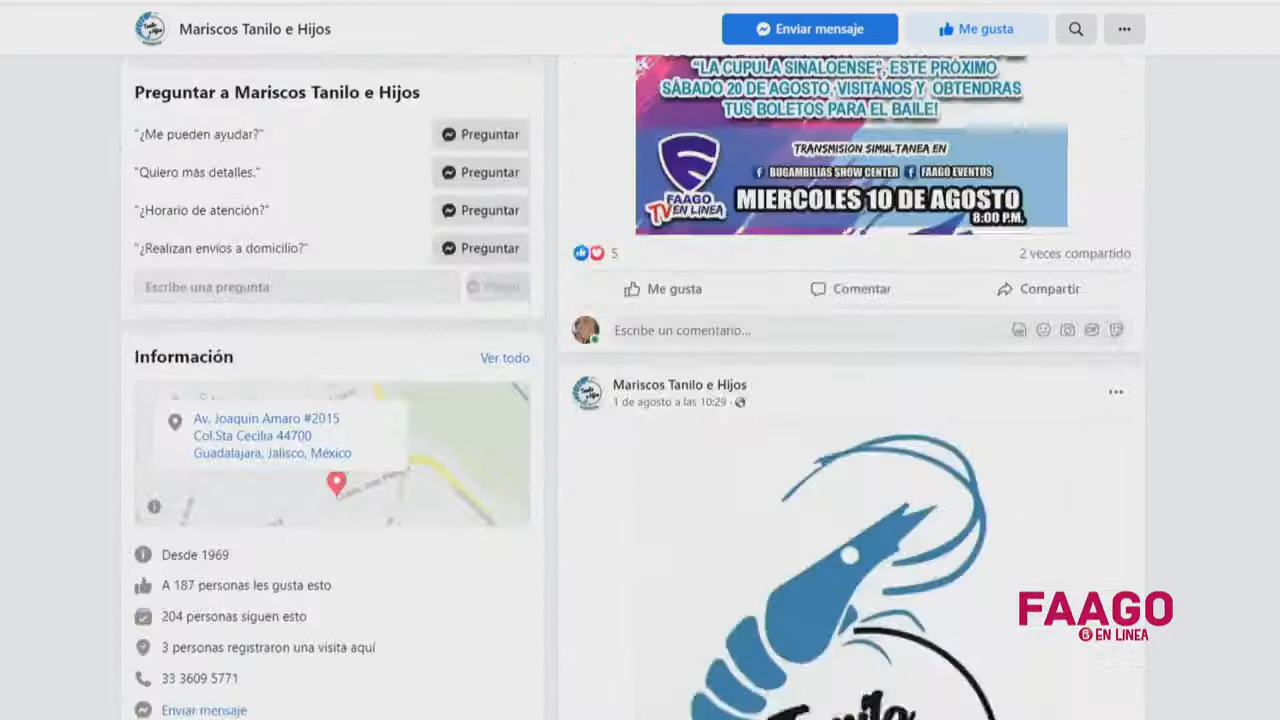 Tanilo e Hijos
Mariscos Tanilo e Hijos
Enviar mensaje
Me gusta
Preguntar a Mariscos Tanilo e Hijos
"¿Me pueden ayudar?"
Preguntar
"Quiero más detalles."
Preguntar
"¿Horario de atención?"
Preguntar
"¿Realizan envíos a domicilio?"
Preguntar
Escribe una pregunta
Información
Ver todo
Av. Joaquin Amaro #2015
Col.Sta Cecilia 44700
Guadalajara, Jalisco, México
Desde 1969
A 187 personas les gusta esto
204 personas siguen esto
3 personas registraron una visita aquí
33 3609 5771
Enviar mensaje
"LA CUPULA SINALOENSE", ESTE PRÓXIMO
SÁBADO 20 DE AGOSTO, VISITANOS Y OBTENDRAS
TUS BOLETOS PARA EL BAILE!
TRANSMISION SIMULTANEA EN
BUGAMBILIAS SHOW CENTER FAAGO EVENTOS
FAAGO
TV EN LINEA
MIERCOLES 10 DE AGOSTO
8:00 P.M.
5
2 veces compartido
Me gusta
Comentar
Compartir
Escribe un comentario...
Mariscos Tanilo e Hijos
1 de agosto a las 10:29
Tanilo
FAAGO
EN LINEA